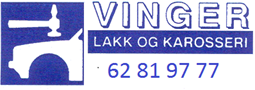 VINGER
LAKK OG KAROSSERI
62 81 97 77